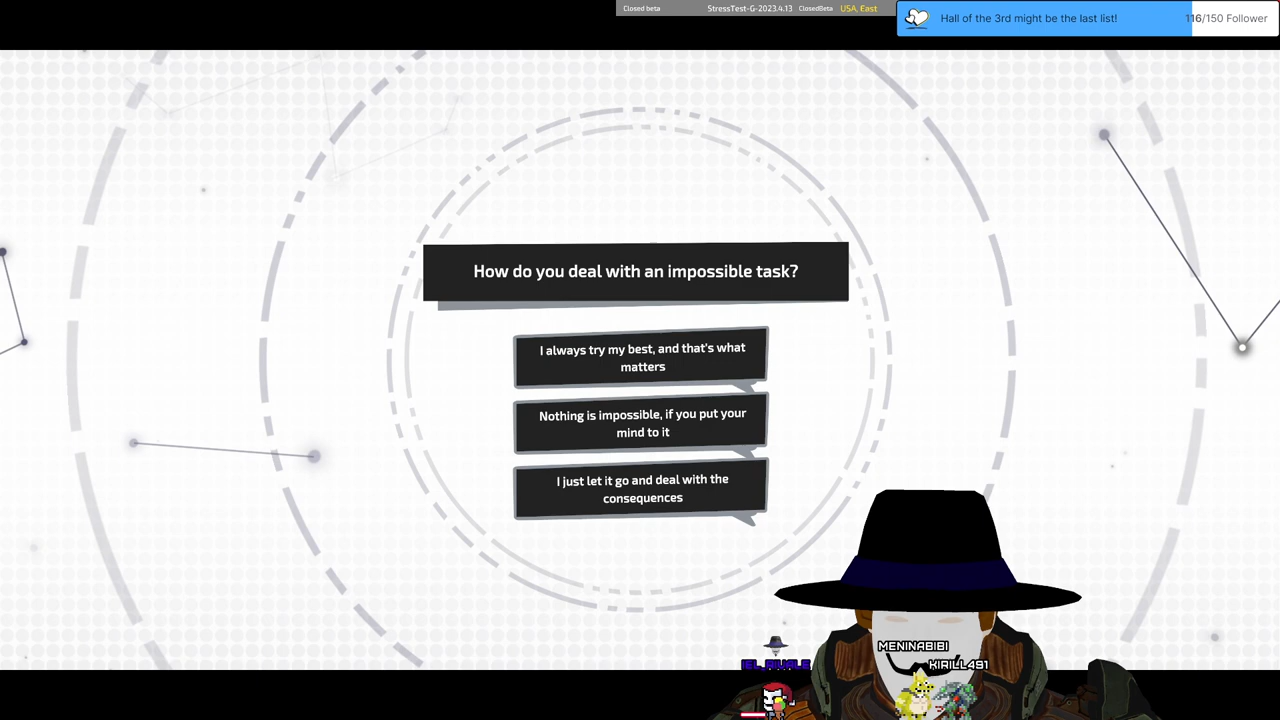 Closed beta StressTest-G-2023.4.13 ClosedBeta USA, East
Hall of the 3rd might be the last list! 116/150 Follower
How do you deal with an impossible task?
I always try my best, and that's what
matters
Nothing is impossible, if you put your
mind to it
I just let it go and deal with the
consequences
MENINABIBI
KIRILL491